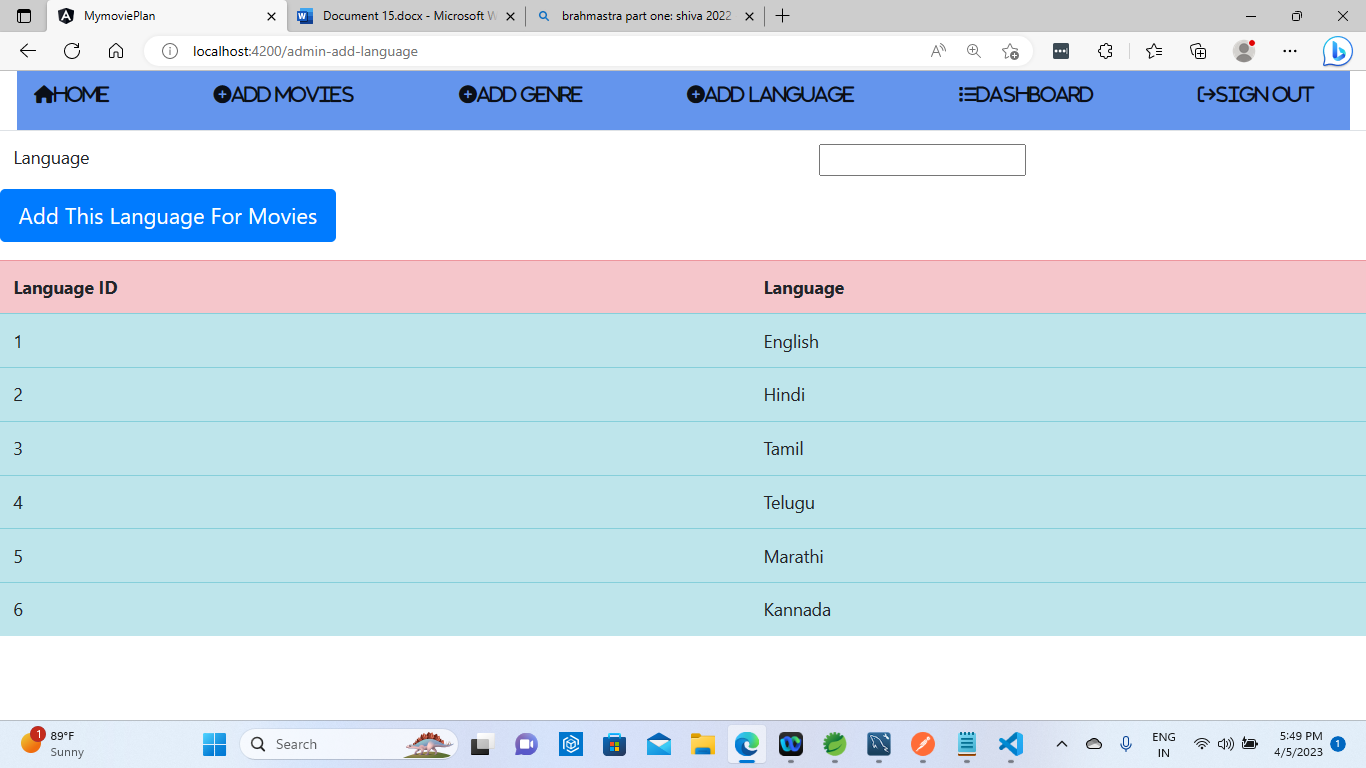 MymoviePlan
Document 15.docx - Microsoft W
brahmastra part one: shiva 2022
localhost:4200/admin-add-language
HOME ADD MOVIES ADD GENRE ADD LANGUAGE DASHBOARD SIGN OUT
Language
Add This Language For Movies
Language ID Language
1 English
2 Hindi
3 Tamil
4 Telugu
5 Marathi
6 Kannada
1
89°F
Sunny
Search
ENG
IN
5:49 PM
4/5/2023
1